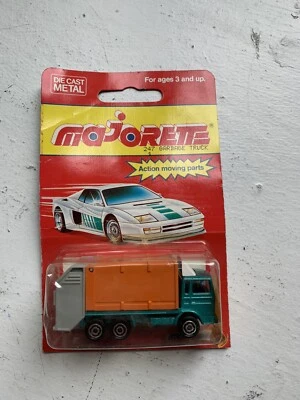 DIE CAST
METAL
For ages 3 and up.
majorette
247 GARBAGE TRUCK
Action moving parts